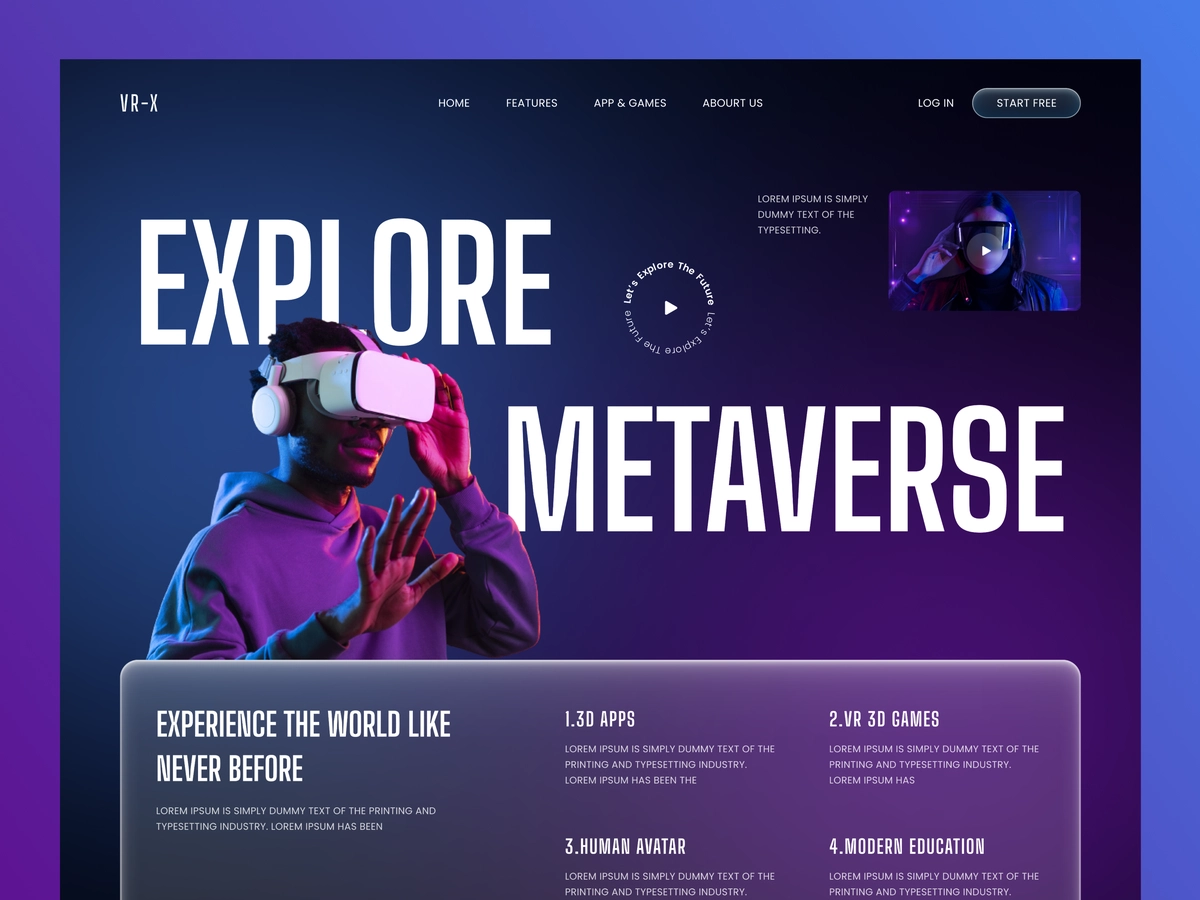 VR-X
HOME
FEATURES
APP & GAMES
ABOURT US
LOG IN
START FREE
LOREM IPSUM IS SIMPLY
DUMMY TEXT OF THE
TYPESETTING.
EXPLORE
Let's Explore The Future Let's Explore The Future
METAVERSE
EXPERIENCE THE WORLD LIKE
NEVER BEFORE
LOREM IPSUM IS SIMPLY DUMMY TEXT OF THE PRINTING AND
TYPESETTING INDUSTRY. LOREM IPSUM HAS BEEN
1.3D APPS
LOREM IPSUM IS SIMPLY DUMMY TEXT OF THE
PRINTING AND TYPESETTING INDUSTRY.
LOREM IPSUM HAS BEEN THE
2.VR 3D GAMES
LOREM IPSUM IS SIMPLY DUMMY TEXT OF THE
PRINTING AND TYPESETTING INDUSTRY.
LOREM IPSUM HAS
3.HUMAN AVATAR
LOREM IPSUM IS SIMPLY DUMMY TEXT OF THE
PRINTING AND TYPESETTING INDUSTRY.
4.MODERN EDUCATION
LOREM IPSUM IS SIMPLY DUMMY TEXT OF THE
PRINTING AND TYPESETTING INDUSTRY.